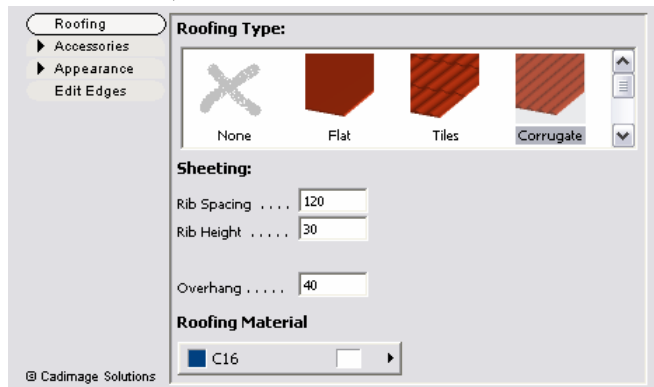 Roofing
Accessories
Appearance
Edit Edges
© Cadimage Solutions
Roofing Type:
None Flat Tiles Corrugate
Sheeting:
Rib Spacing .... 120
Rib Height ..... 30
Overhang ..... 40
Roofing Material
C16